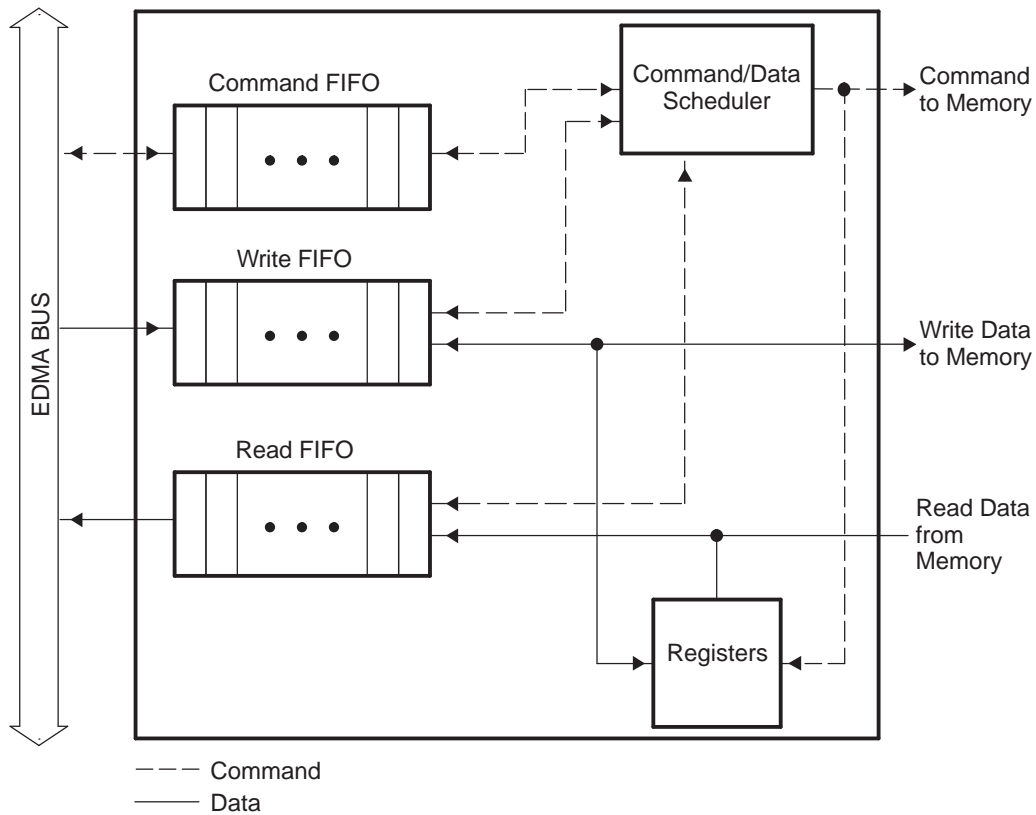 Command FIFO
Command/Data
Scheduler
Command
to Memory
Write FIFO
EDMA BUS
Write Data
to Memory
Read FIFO
Read Data
from
Memory
Registers
Command
Data